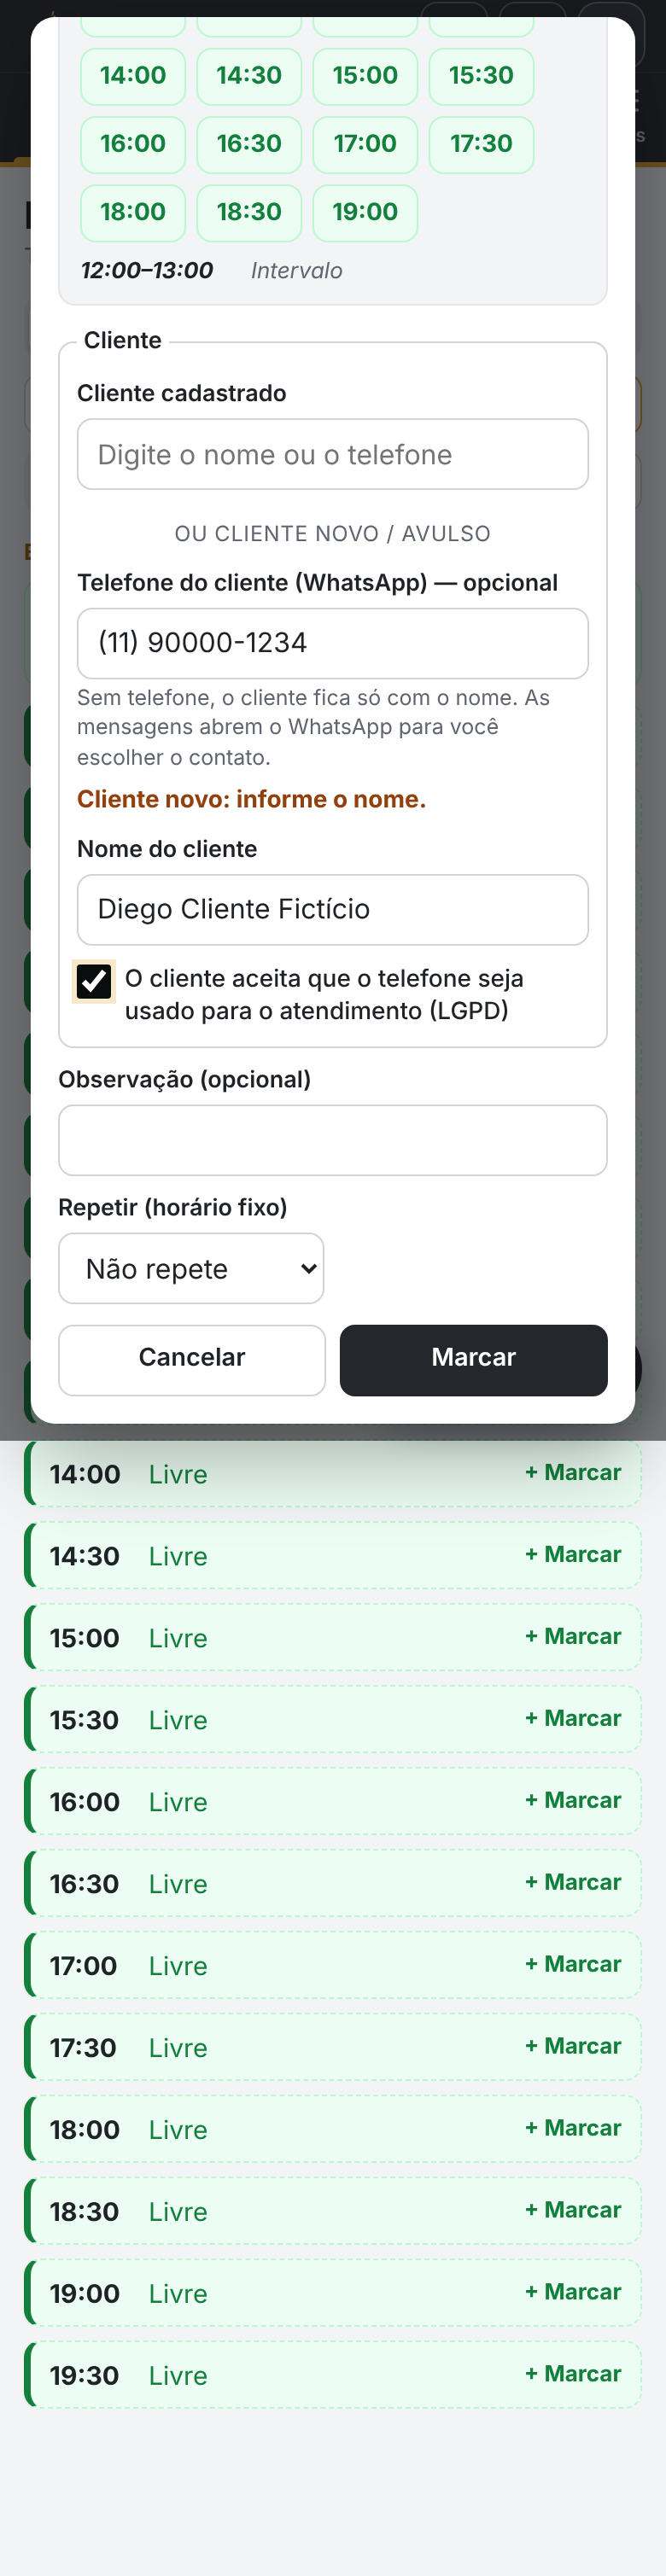 14:00 14:30 15:00 15:30
16:00 16:30 17:00 17:30
18:00 18:30 19:00
12:00–13:00 Intervalo
Cliente
Cliente cadastrado
Digite o nome ou o telefone
OU CLIENTE NOVO / AVULSO
Telefone do cliente (WhatsApp) — opcional
(11) 90000-1234
Sem telefone, o cliente fica só com o nome. As
mensagens abrem o WhatsApp para você
escolher o contato.
Cliente novo: informe o nome.
Nome do cliente
Diego Cliente Fictício
O cliente aceita que o telefone seja
usado para o atendimento (LGPD)
Observação (opcional)
Repetir (horário fixo)
Não repete
Cancelar Marcar
14:00 Livre + Marcar
14:30 Livre + Marcar
15:00 Livre + Marcar
15:30 Livre + Marcar
16:00 Livre + Marcar
16:30 Livre + Marcar
17:00 Livre + Marcar
17:30 Livre + Marcar
18:00 Livre + Marcar
18:30 Livre + Marcar
19:00 Livre + Marcar
19:30 Livre + Marcar